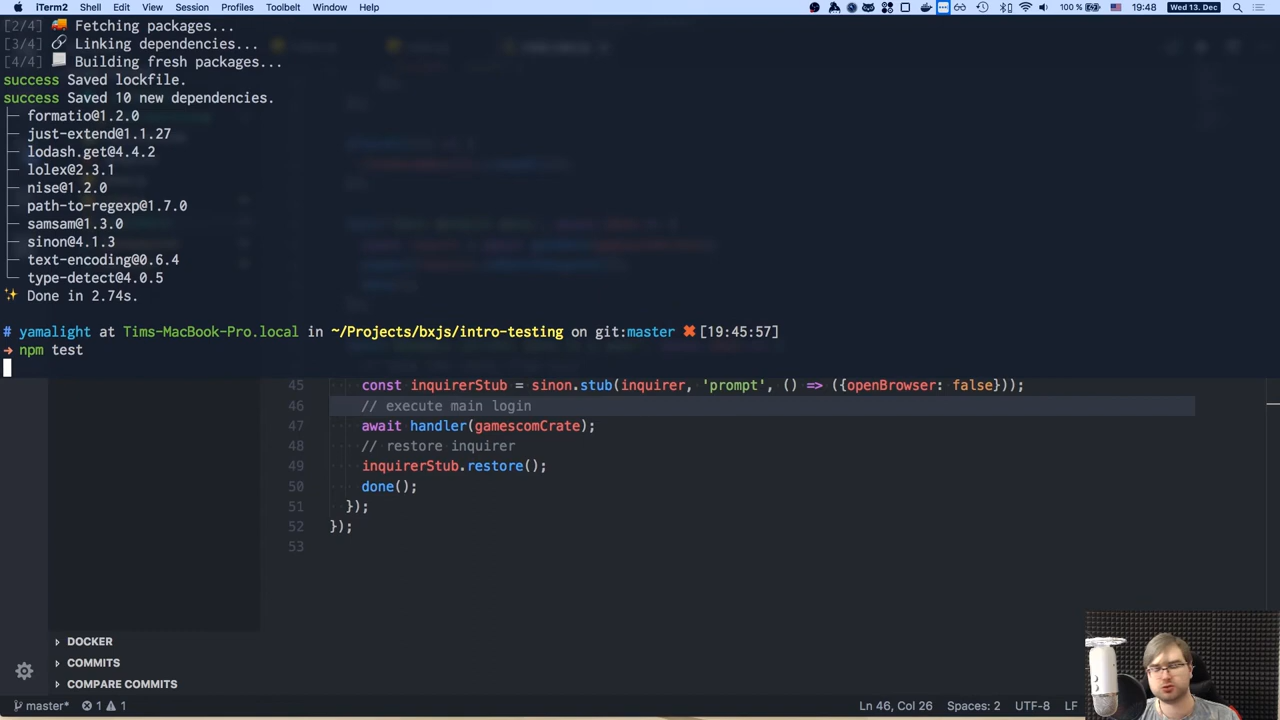 iTerm2 Shell Edit View Session Profiles Toolbelt Window Help 100 % 19:48 Wed 13. Dec
[2/4] Fetching packages...
[3/4] Linking dependencies...
[4/4] Building fresh packages...
success Saved lockfile.
success Saved 10 new dependencies.
├─ formatio@1.2.0
├─ just-extend@1.1.27
├─ lodash.get@4.4.2
├─ lolex@2.3.1
├─ nise@1.2.0
├─ path-to-regexp@1.7.0
├─ samsam@1.3.0
├─ sinon@4.1.3
├─ text-encoding@0.6.4
└─ type-detect@4.0.5
✨ Done in 2.74s.
# yamalight at Tims-MacBook-Pro.local in ~/Projects/bxjs/intro-testing on git:master ✖ [19:45:57]
➜ npm test
45 const inquirerStub = sinon.stub(inquirer, 'prompt', () => ({openBrowser: false}));
46 // execute main login
47 await handler(gamescomCrate);
48 // restore inquirer
49 inquirerStub.restore();
50 done();
51 });
52 });
53
DOCKER
COMMITS
COMPARE COMMITS
master* 1 1 Ln 46, Col 26 Spaces: 2 UTF-8 LF